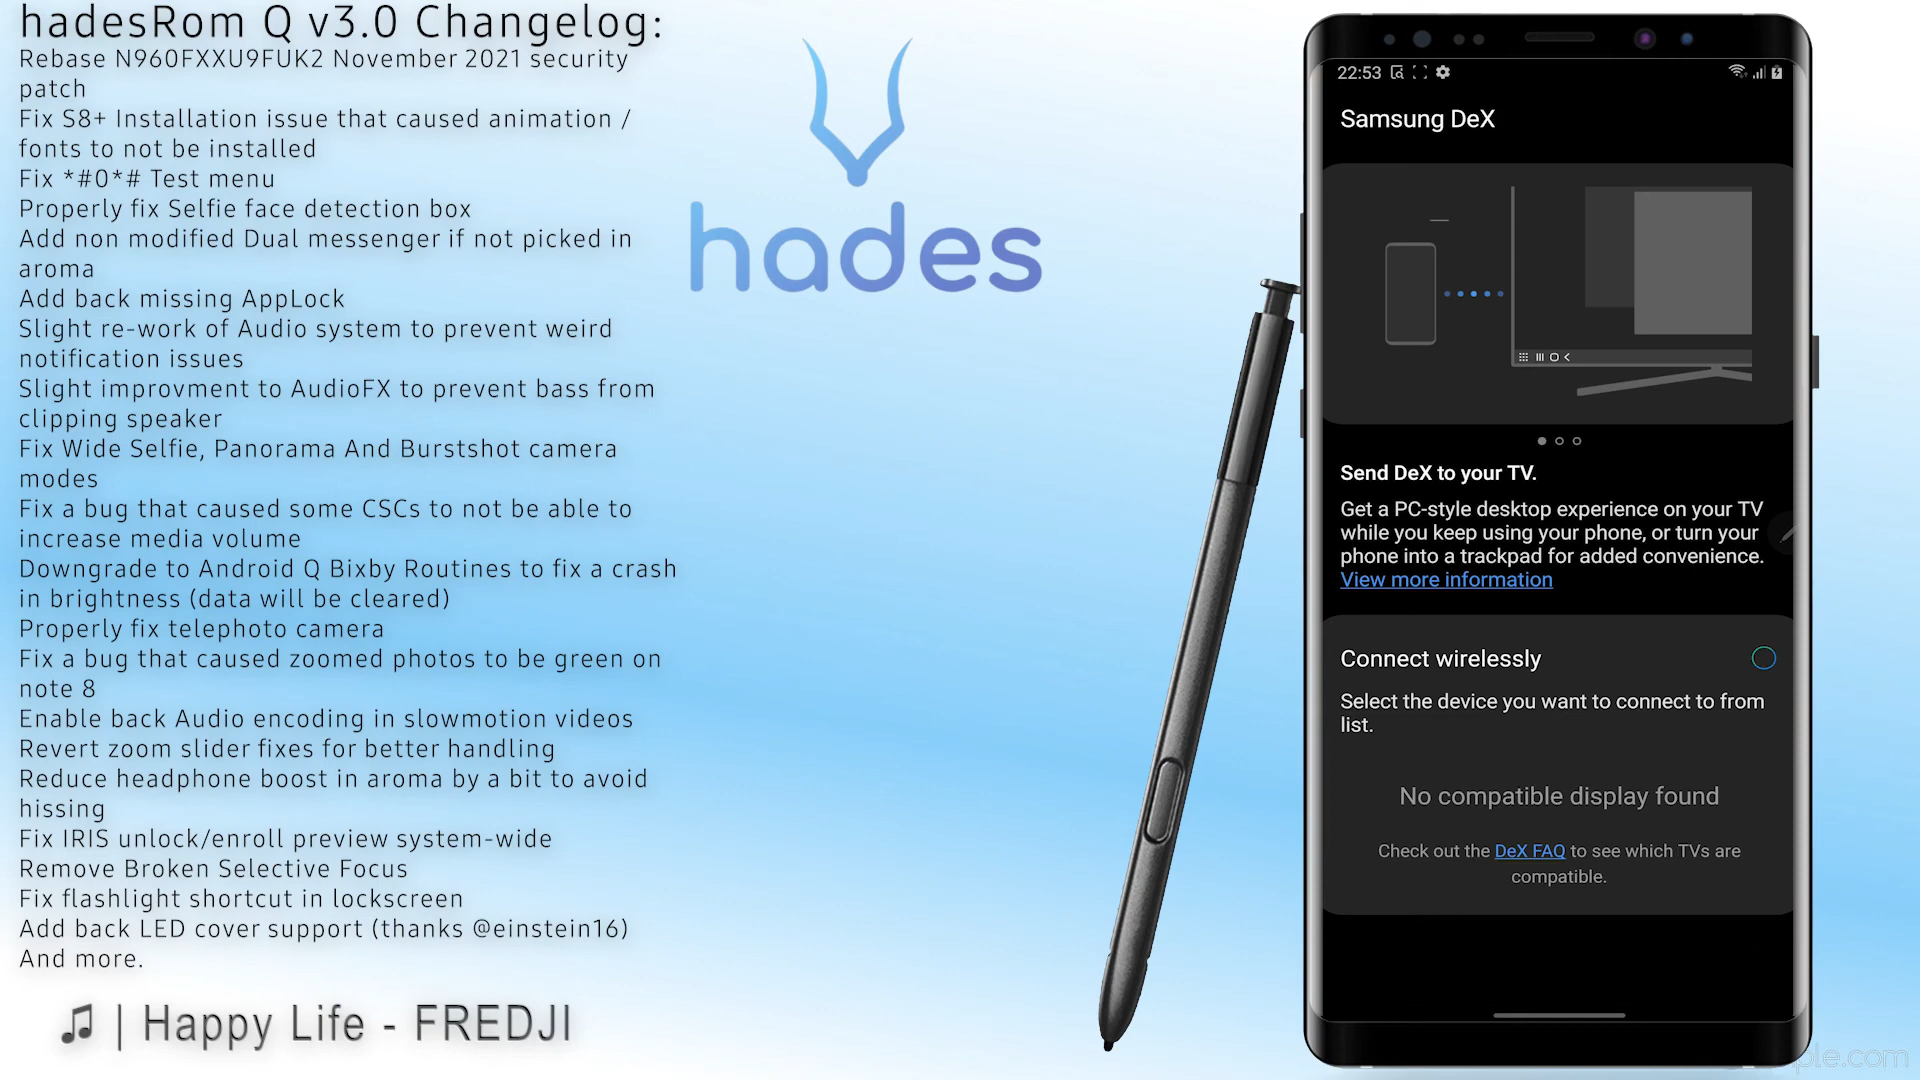 hadesRom Q v3.0 Changelog:
Rebase N960FXXU9FUK2 November 2021 security
patch
Fix S8+ Installation issue that caused animation /
fonts to not be installed
Fix *#0*# Test menu
Properly fix Selfie face detection box
Add non modified Dual messenger if not picked in
aroma
Add back missing AppLock
Slight re-work of Audio system to prevent weird
notification issues
Slight improvment to AudioFX to prevent bass from
clipping speaker
Fix Wide Selfie, Panorama And Burstshot camera
modes
Fix a bug that caused some CSCs to not be able to
increase media volume
Downgrade to Android Q Bixby Routines to fix a crash
in brightness (data will be cleared)
Properly fix telephoto camera
Fix a bug that caused zoomed photos to be green on
note 8
Enable back Audio encoding in slowmotion videos
Revert zoom slider fixes for better handling
Reduce headphone boost in aroma by a bit to avoid
hissing
Fix IRIS unlock/enroll preview system-wide
Remove Broken Selective Focus
Fix flashlight shortcut in lockscreen
Add back LED cover support (thanks @einstein16)
And more.
♫ | Happy Life - FREDJI
hades
22:53
Samsung DeX
Send DeX to your TV.
Get a PC-style desktop experience on your TV
while you keep using your phone, or turn your
phone into a trackpad for added convenience.
View more information
Connect wirelessly
Select the device you want to connect to from
list.
No compatible display found
Check out the DeX FAQ to see which TVs are
compatible.